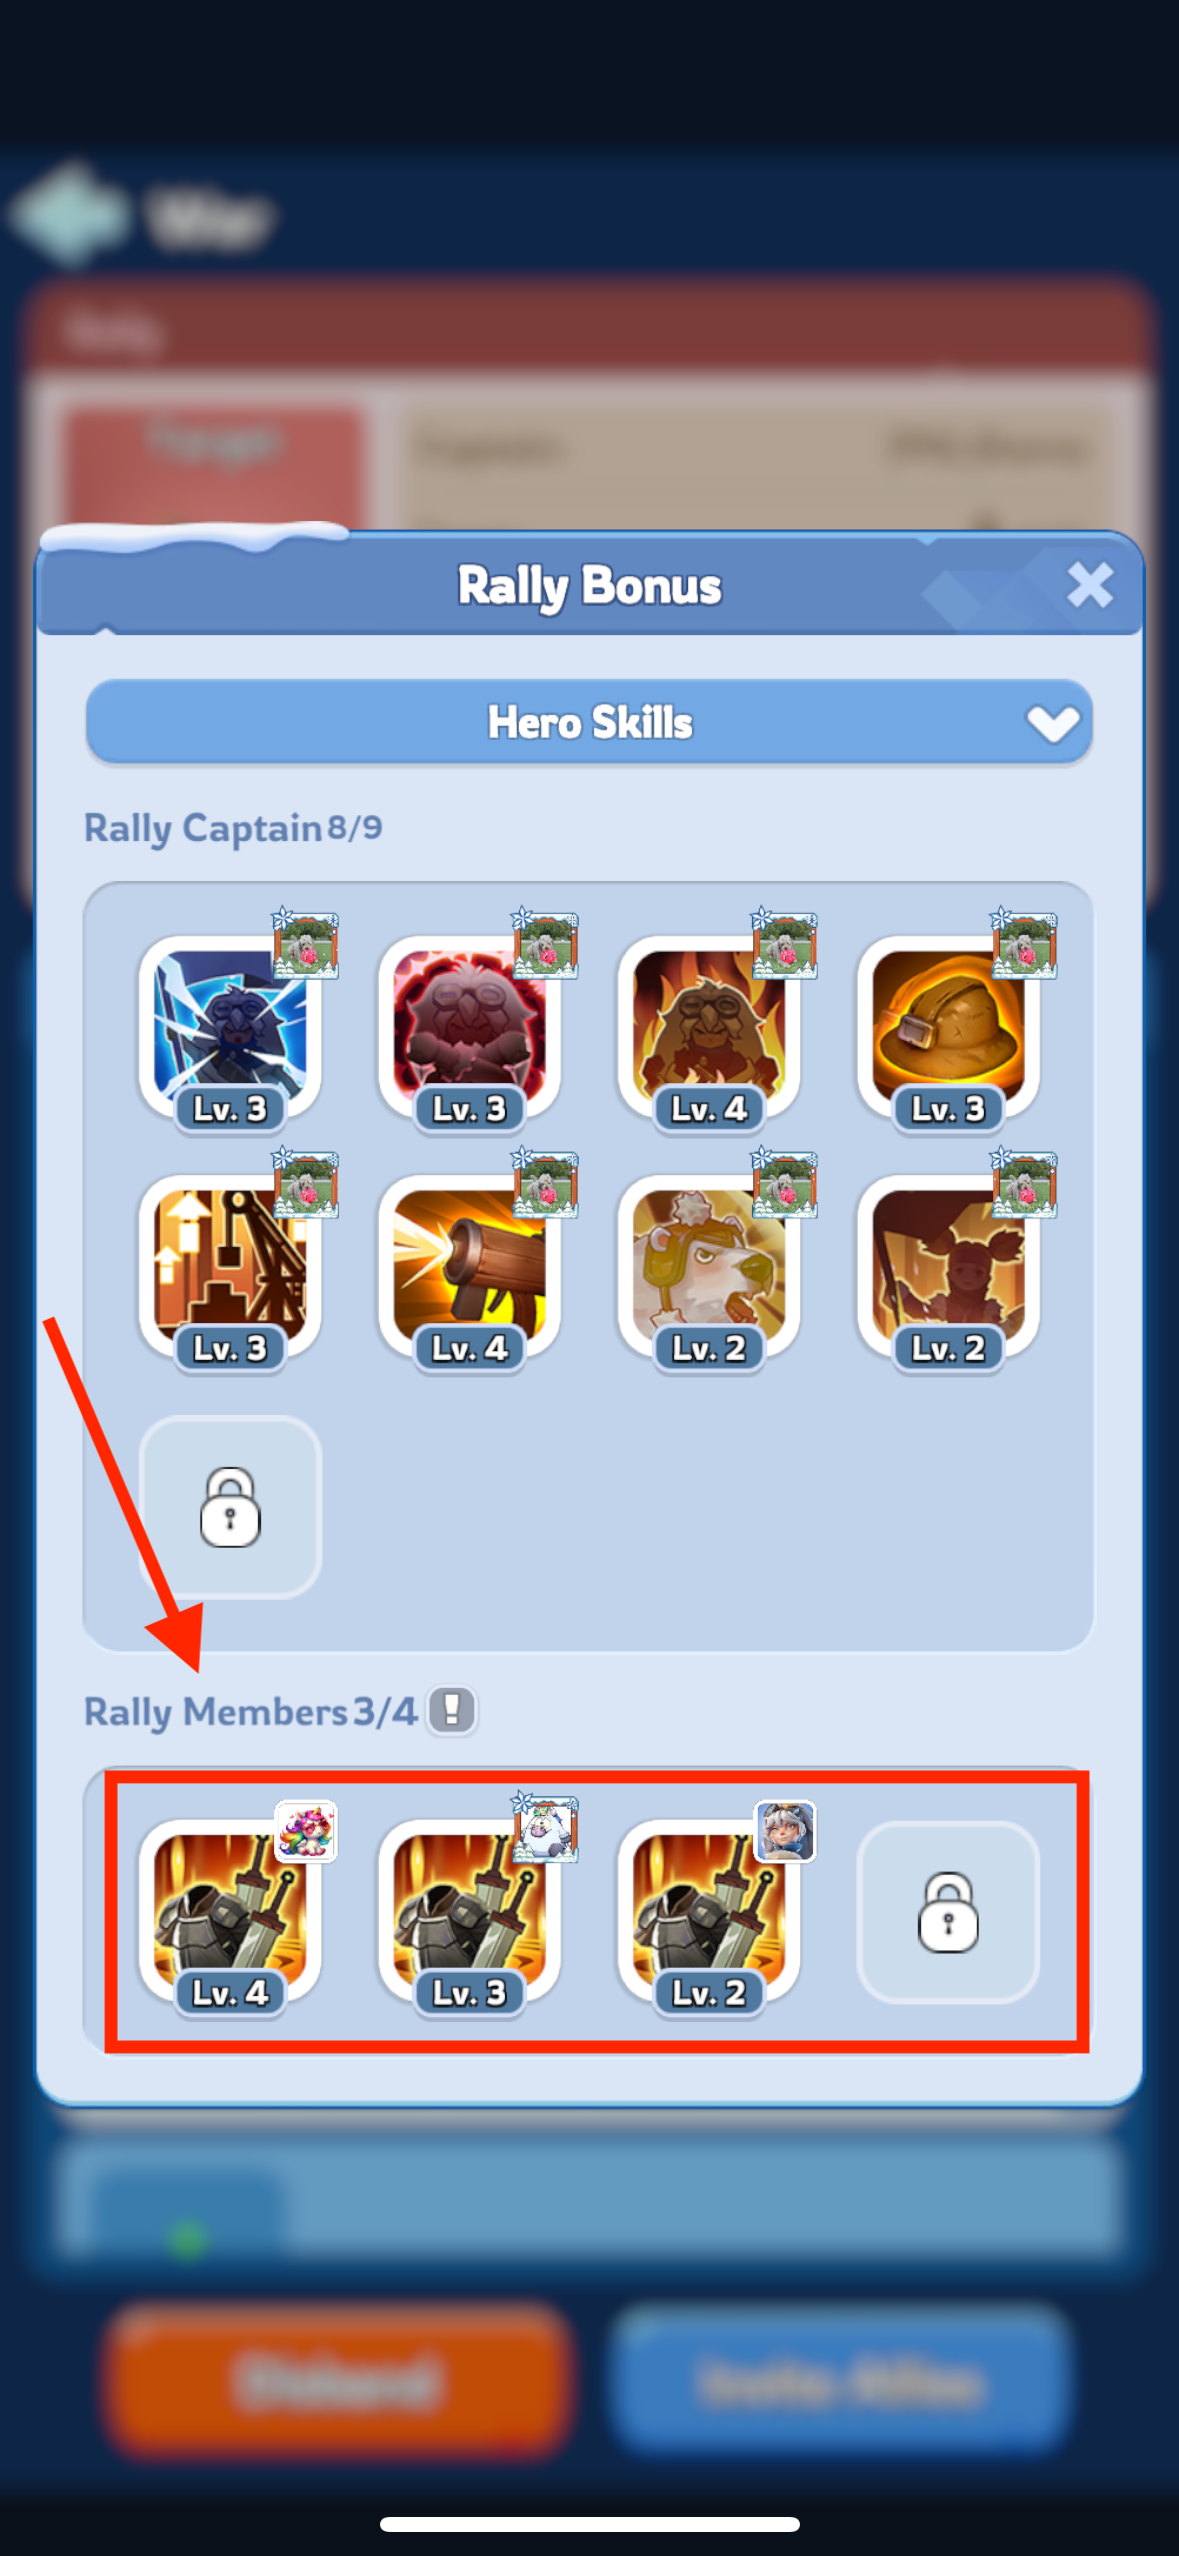 War
Rally
Target
Rally Bonus
Hero Skills
Rally Captain 8/9
Lv. 3
Lv. 3
Lv. 4
Lv. 3
Lv. 3
Lv. 4
Lv. 2
Lv. 2
Rally Members 3/4
Lv. 4
Lv. 3
Lv. 2
Disband
Invite Allies